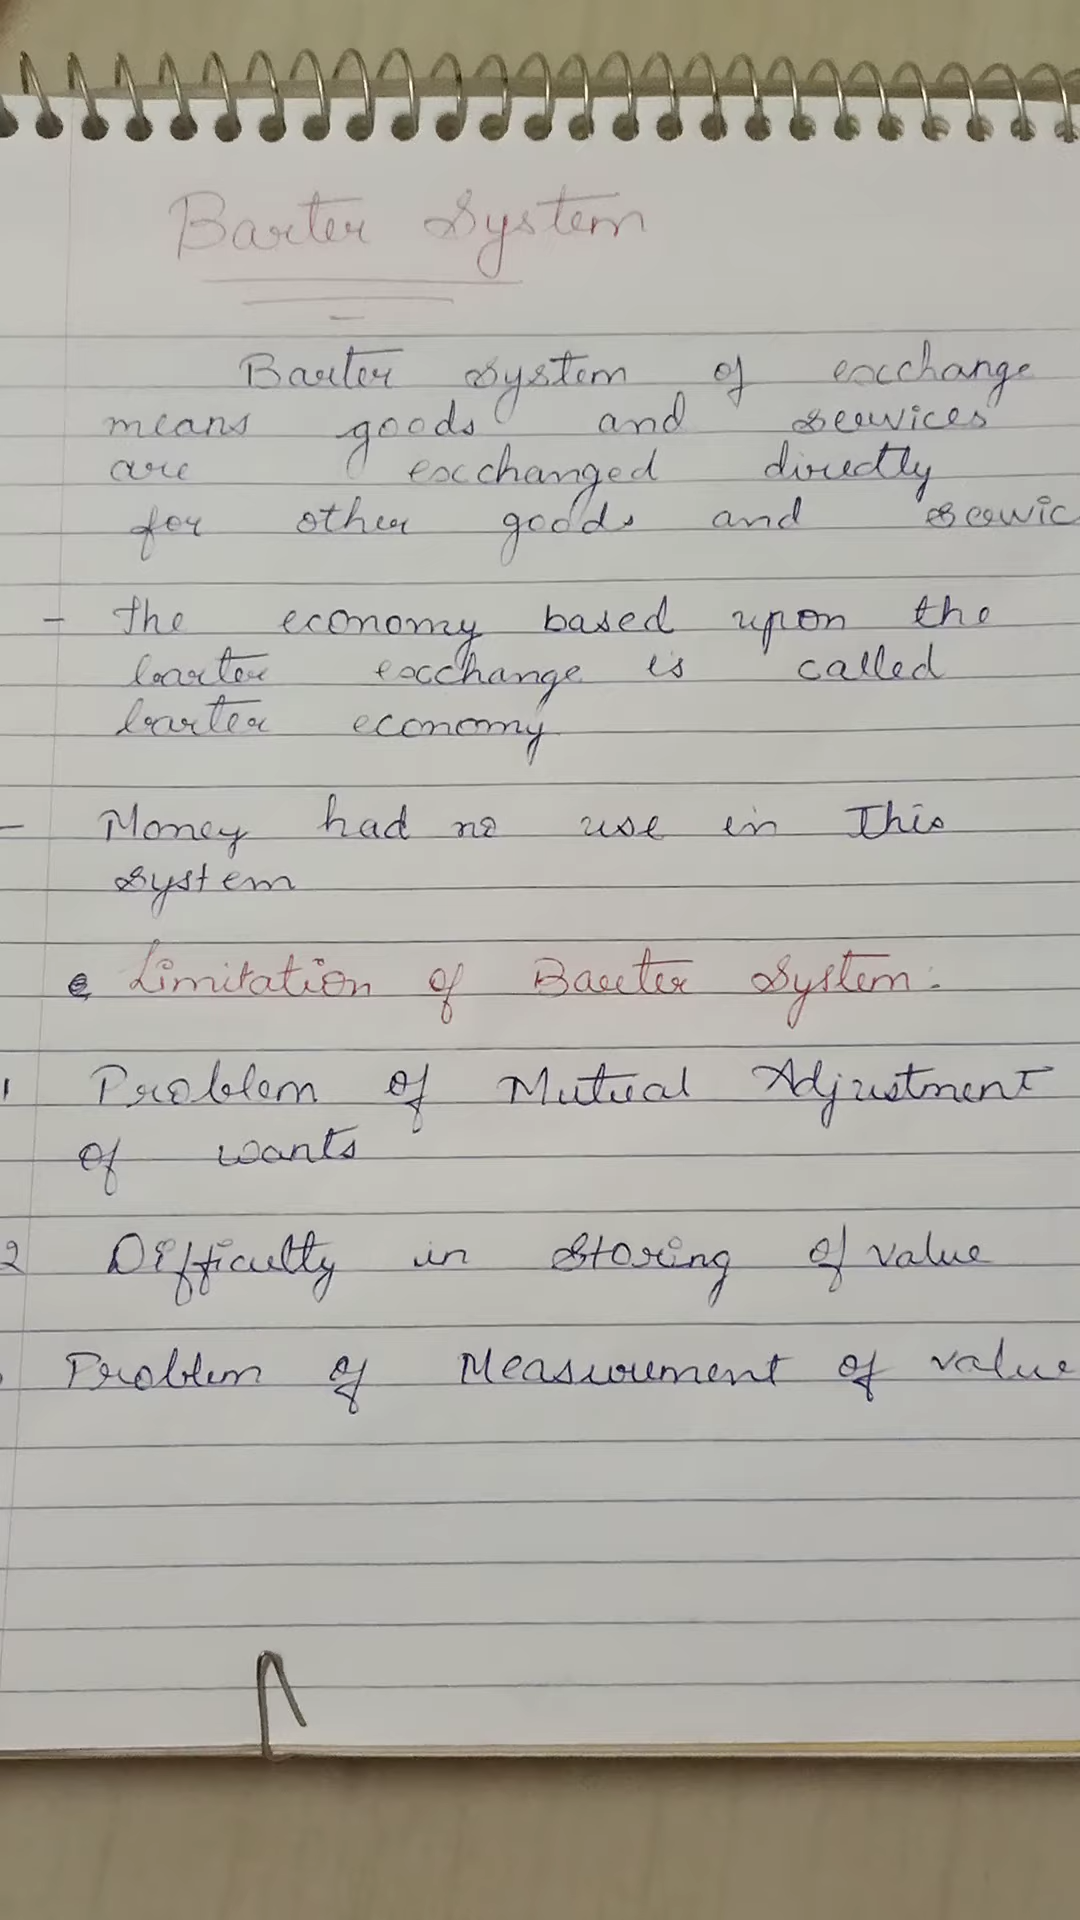 Barter System
Barter system of exchange
means goods and services
are exchanged directly
for other goods and servic
- The economy based upon the
barter exchange is called
barter economy
- Money had no use in This
system
Limitation of Barter System.
1 Problem of Mutual Adjustment
of wants
2 Difficulty in Storing of value
Problem of Measurement of value